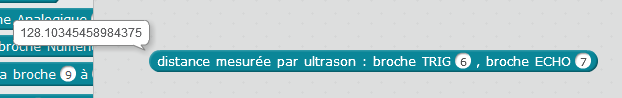 ne Analogique
128.10345458984375
broche Numéri
a broche 9 à
distance mesurée par ultrason : broche TRIG 6 , broche ECHO 7